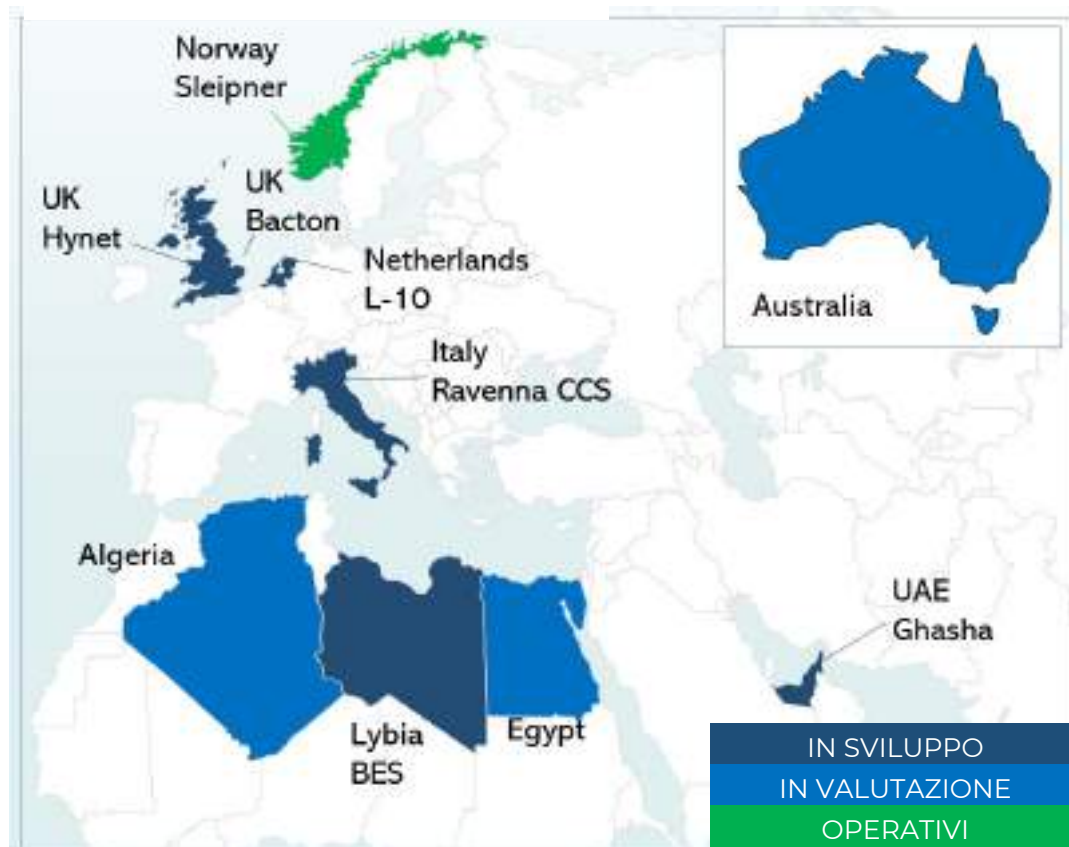 Norway
Sleipner
UK
Hynet
UK
Bacton
Netherlands
L-10
Italy
Ravenna CCS
Australia
Algeria
Lybia
BES
Egypt
UAE
Ghasha
IN SVILUPPO
IN VALUTAZIONE
OPERATIVI